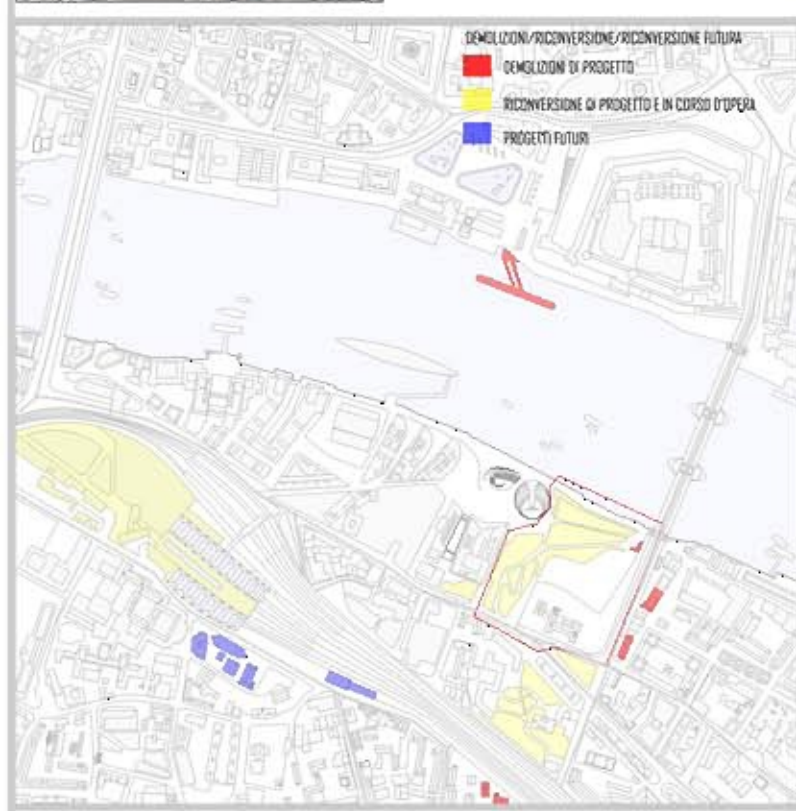 DEMOLIZIONI/RICONVERSIONE/RICONVERSIONE FUTURA
DEMOLIZIONI DI PROGETTO
RICONVERSIONE DI PROGETTO E IN CORSO D'OPERA
PROGETTI FUTURI